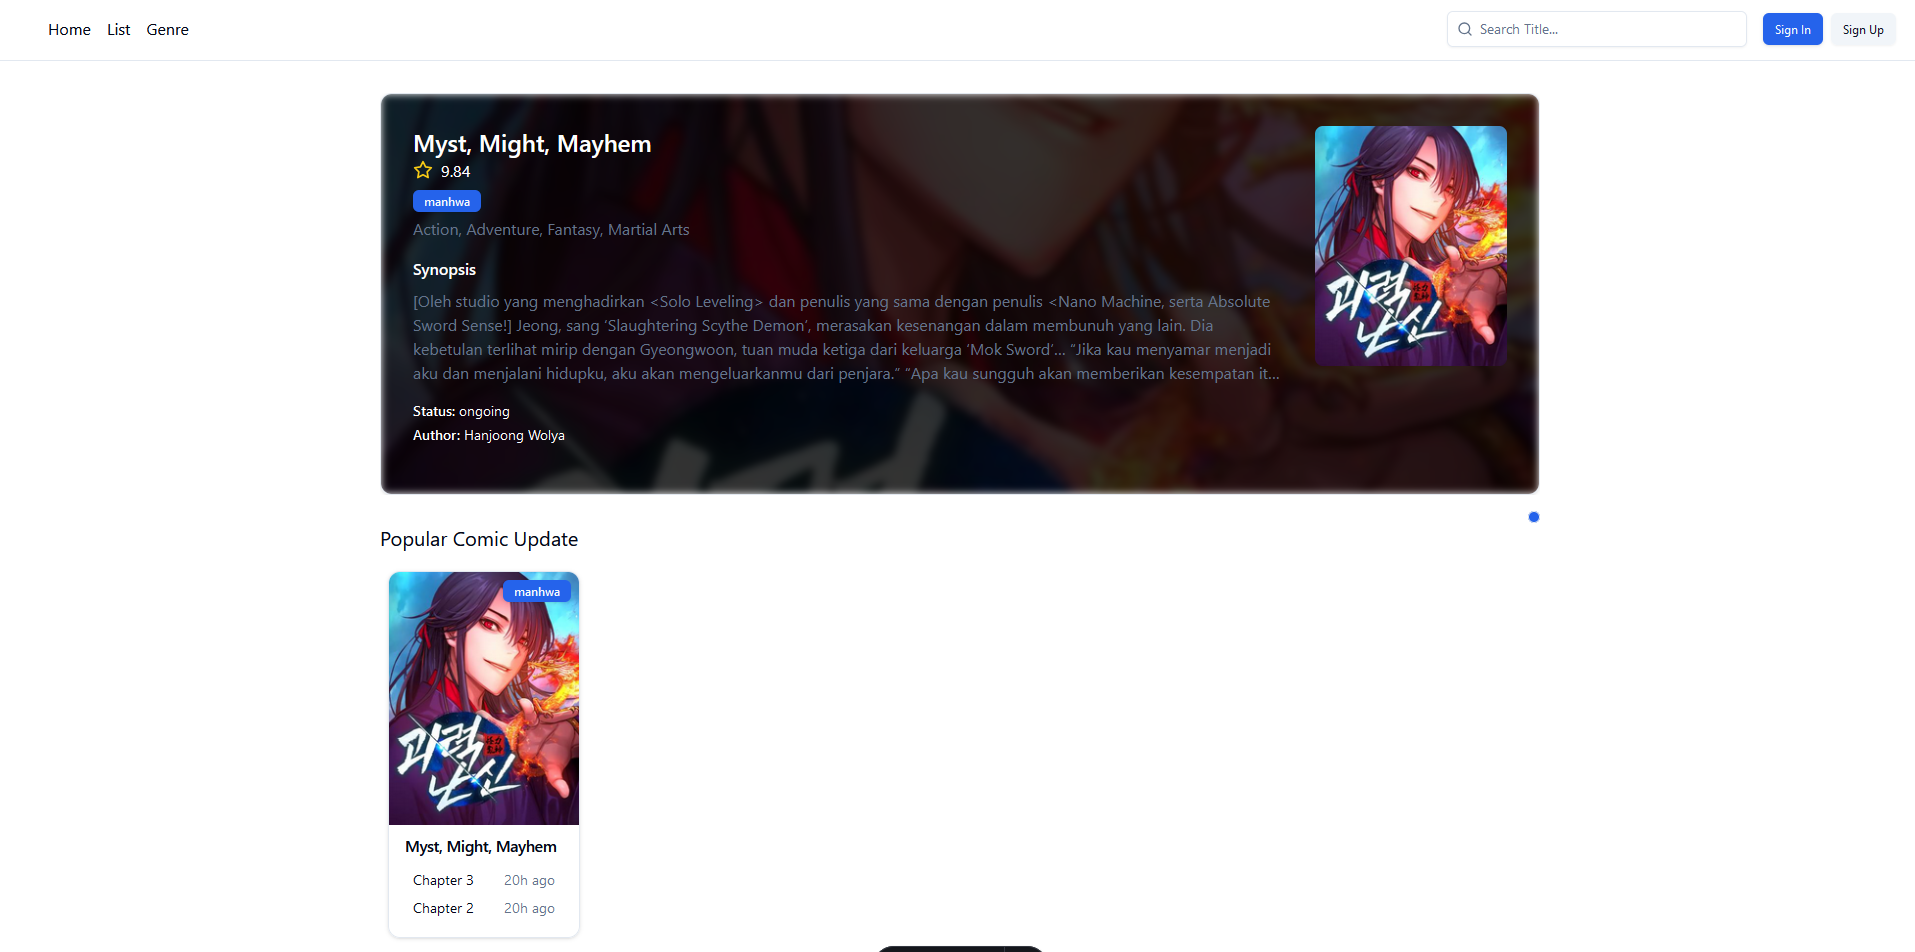 Home List Genre
Search Title...
Sign In
Sign Up
Myst, Might, Mayhem
9.84
manhwa
Action, Adventure, Fantasy, Martial Arts
Synopsis
[Oleh studio yang menghadirkan <Solo Leveling> dan penulis yang sama dengan penulis <Nano Machine, serta Absolute
Sword Sense!] Jeong, sang ‘Slaughtering Scythe Demon’, merasakan kesenangan dalam membunuh yang lain. Dia
kebetulan terlihat mirip dengan Gyeongwoon, tuan muda ketiga dari keluarga ‘Mok Sword’... “Jika kau menyamar menjadi
aku dan menjalani hidupku, aku akan mengeluarkanmu dari penjara.” “Apa kau sungguh akan memberikan kesempatan it...
Status: ongoing
Author: Hanjoong Wolya
괴력
난신
Popular Comic Update
manhwa
괴력
난신
Myst, Might, Mayhem
Chapter 3 20h ago
Chapter 2 20h ago